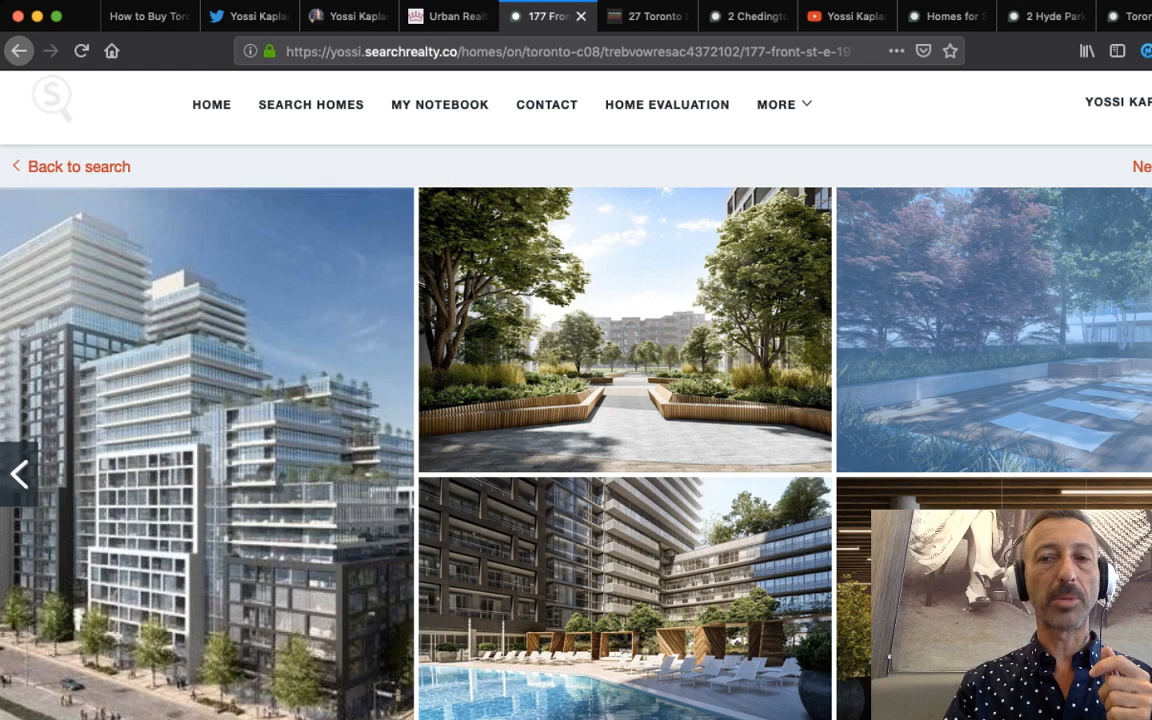 How to Buy Toro
Yossi Kapla
Yossi Kapla
Urban Realt
177 Fron
27 Toronto
2 Chedingto
Yossi Kapla
Homes for S
2 Hyde Park
Toron
https://yossi.searchrealty.co/homes/on/toronto-c08/trebvowresac4372102/177-front-st-e-19
HOME
SEARCH HOMES
MY NOTEBOOK
CONTACT
HOME EVALUATION
MORE
YOSSI KAP
Back to search
Ne